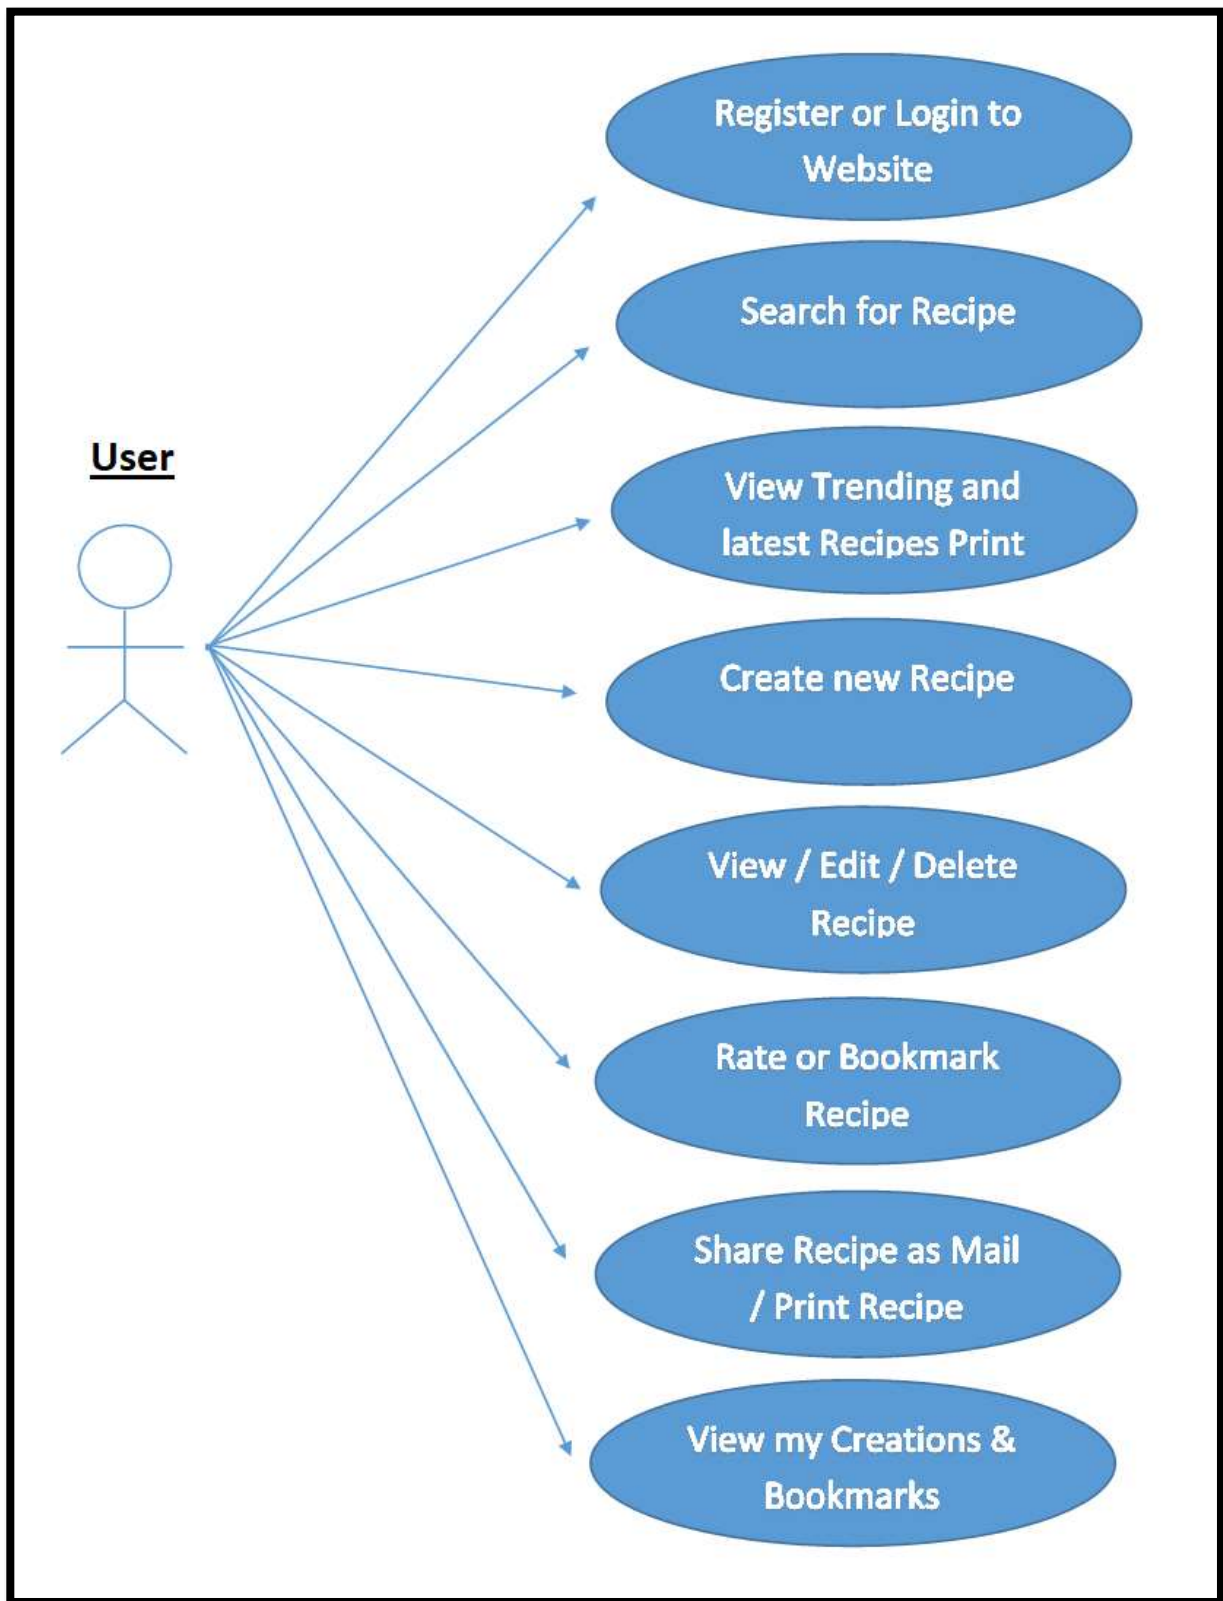 Register or Login to
Website
Search for Recipe
User
View Trending and
latest Recipes Print
Create new Recipe
View / Edit / Delete
Recipe
Rate or Bookmark
Recipe
Share Recipe as Mail
/ Print Recipe
View my Creations &
Bookmarks